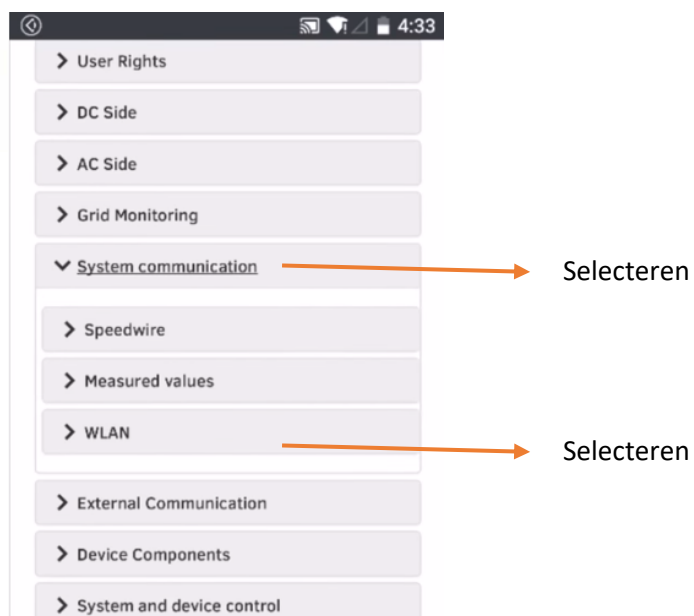 4:33
User Rights
DC Side
AC Side
Grid Monitoring
System communication
Selecteren
Speedwire
Measured values
WLAN
Selecteren
External Communication
Device Components
System and device control